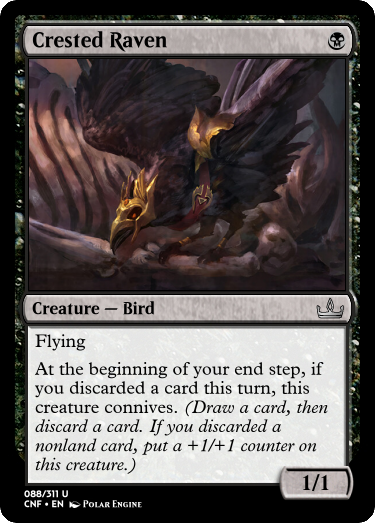 Crested Raven
Creature — Bird
Flying
At the beginning of your end step, if
you discarded a card this turn, this
creature connives. (Draw a card, then
discard a card. If you discarded a
nonland card, put a +1/+1 counter on
this creature.)
1/1
088/311 U
CNF • EN Polar Engine